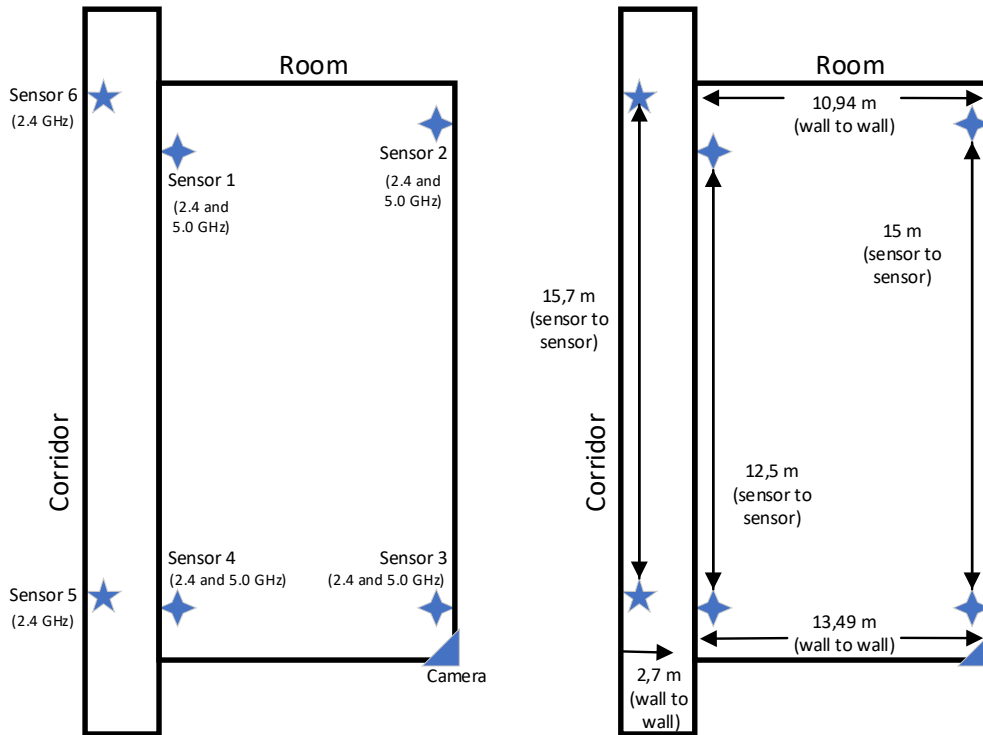 Room
Sensor 6
(2.4 GHz)
Sensor 1
(2.4 and
5.0 GHz)
Sensor 2
(2.4 and
5.0 GHz)
Corridor
Sensor 4
(2.4 and 5.0 GHz)
Sensor 3
(2.4 and 5.0 GHz)
Sensor 5
(2.4 GHz)
Camera
Room
10,94 m
(wall to wall)
15 m
(sensor to
sensor)
15,7 m
(sensor to
sensor)
Corridor
12,5 m
(sensor to
sensor)
13,49 m
(wall to wall)
2,7 m
(wall to
wall)